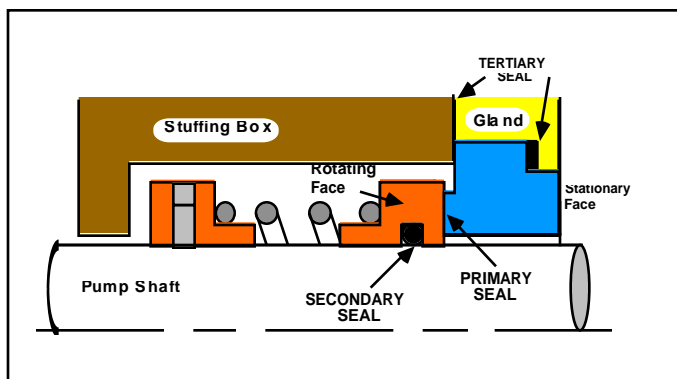 TERTIARY
SEAL
Stuffing Box
Gland
Rotating
Face
Stationary
Face
Pump Shaft
SECONDARY
SEAL
PRIMARY
SEAL